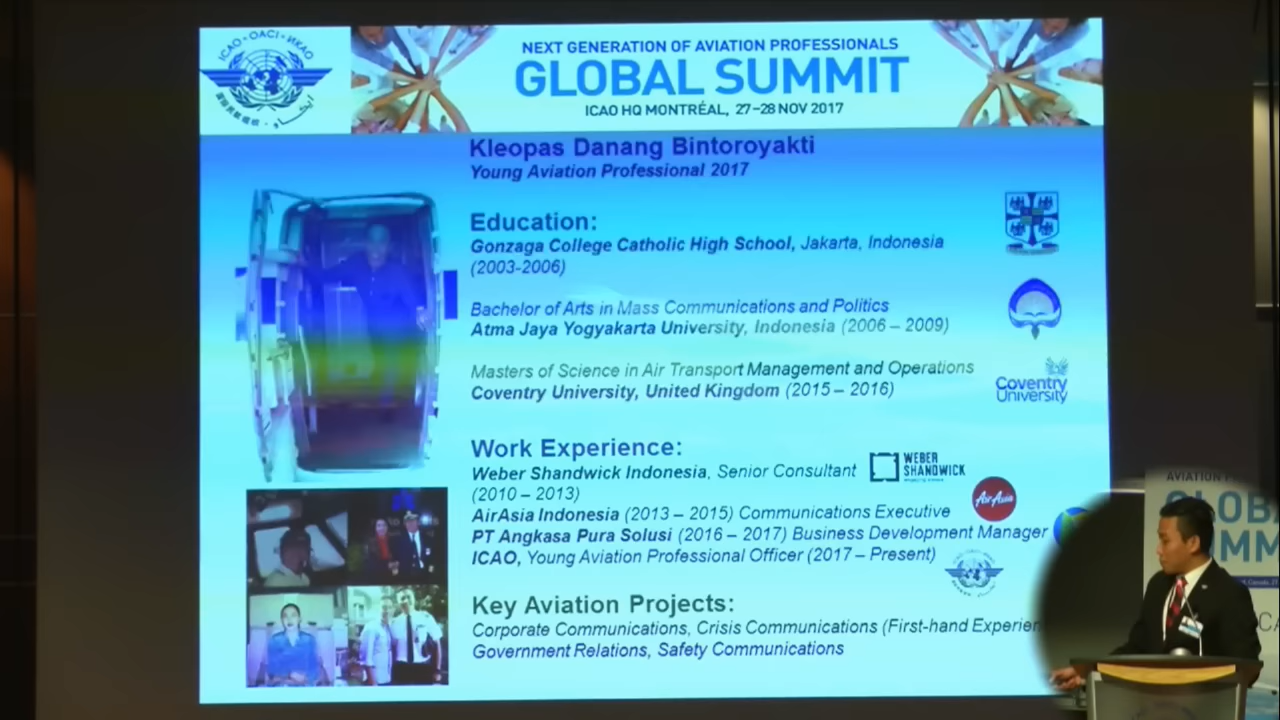 ICAO · OACI · ИКАО
NEXT GENERATION OF AVIATION PROFESSIONALS
GLOBAL SUMMIT
ICAO HQ MONTRÉAL, 27–28 NOV 2017
Kleopas Danang Bintoroyakti
Young Aviation Professional 2017
Education:
Gonzaga College Catholic High School, Jakarta, Indonesia
(2003-2006)
Bachelor of Arts in Mass Communications and Politics
Atma Jaya Yogyakarta University, Indonesia (2006 – 2009)
Masters of Science in Air Transport Management and Operations
Coventry University, United Kingdom (2015 – 2016)
Coventry
University
Work Experience:
Weber Shandwick Indonesia, Senior Consultant
WEBER
SHANDWICK
(2010 – 2013)
AirAsia Indonesia (2013 – 2015) Communications Executive
AirAsia
PT Angkasa Pura Solusi (2016 – 2017) Business Development Manager
ICAO, Young Aviation Professional Officer (2017 – Present)
Key Aviation Projects:
Corporate Communications, Crisis Communications (First-hand Experien
Government Relations, Safety Communications
AVIATION
GLOB
UMM